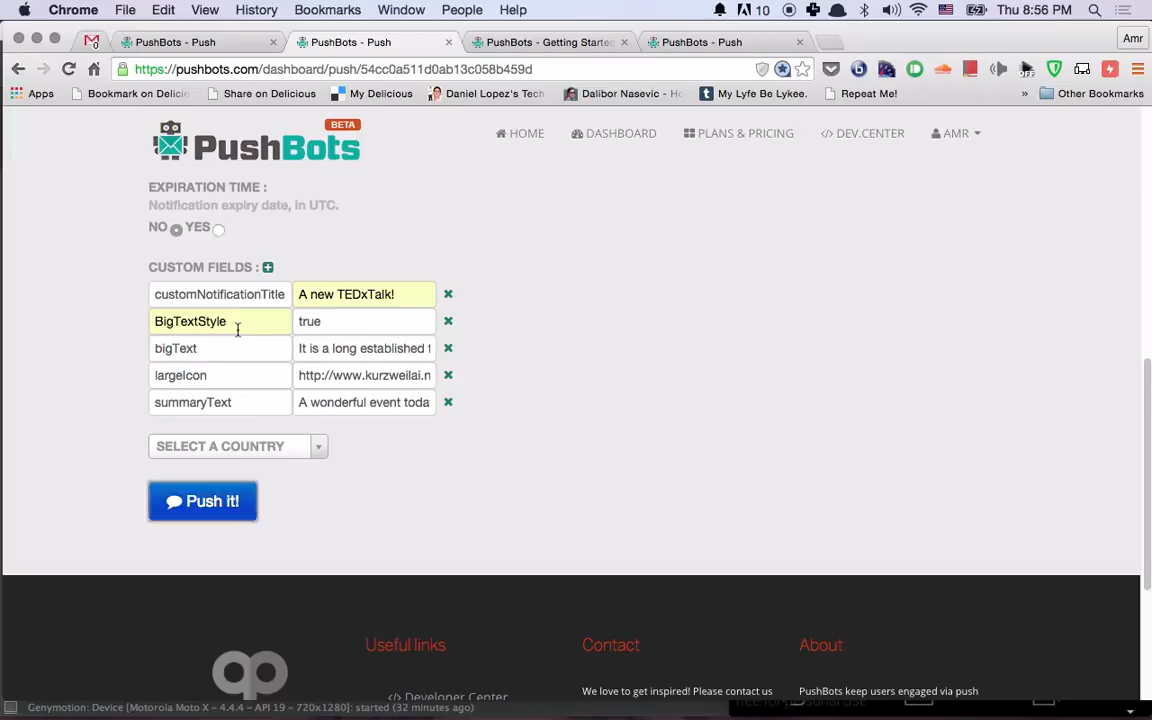 Chrome File Edit View History Bookmarks Window People Help 10 Thu 8:56 PM
PushBots - Push PushBots - Push PushBots - Getting Started PushBots - Push Amr
https://pushbots.com/dashboard/push/54cc0a511d0ab13c058b459d
Apps Bookmark on Delicio Share on Delicious My Delicious Daniel Lopez's Tech Dalibor Nasevic - Ho My Lyfe Be Lykee. Repeat Me! » Other Bookmarks
BETA
PushBots
HOME DASHBOARD PLANS & PRICING </> DEV.CENTER AMR
EXPIRATION TIME :
Notification expiry date, in UTC.
NO YES
CUSTOM FIELDS :
customNotificationTitle A new TEDxTalk!
BigTextStyle true
bigText It is a long established f
largeIcon http://www.kurzweilai.n
summaryText A wonderful event toda
SELECT A COUNTRY
Push it!
Useful links Contact About
</> Developer Center We love to get inspired! Please contact us PushBots keep users engaged via push
Genymotion: Device [Motorola Moto X - 4.4.4 - API 19 - 720x1280]: started (32 minutes ago)
free for personal use